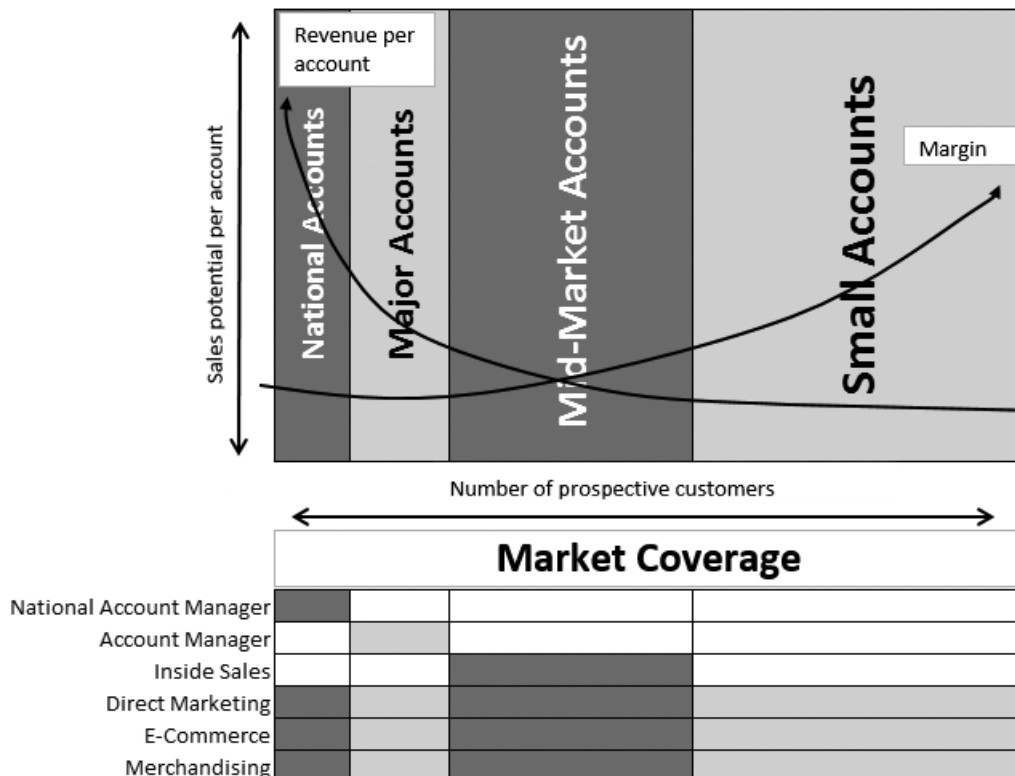 Revenue per
account
National Accounts
Major Accounts
Mid-Market Accounts
Small Accounts
Margin
Sales potential per account
Number of prospective customers
Market Coverage
National Account Manager
Account Manager
Inside Sales
Direct Marketing
E-Commerce
Merchandising